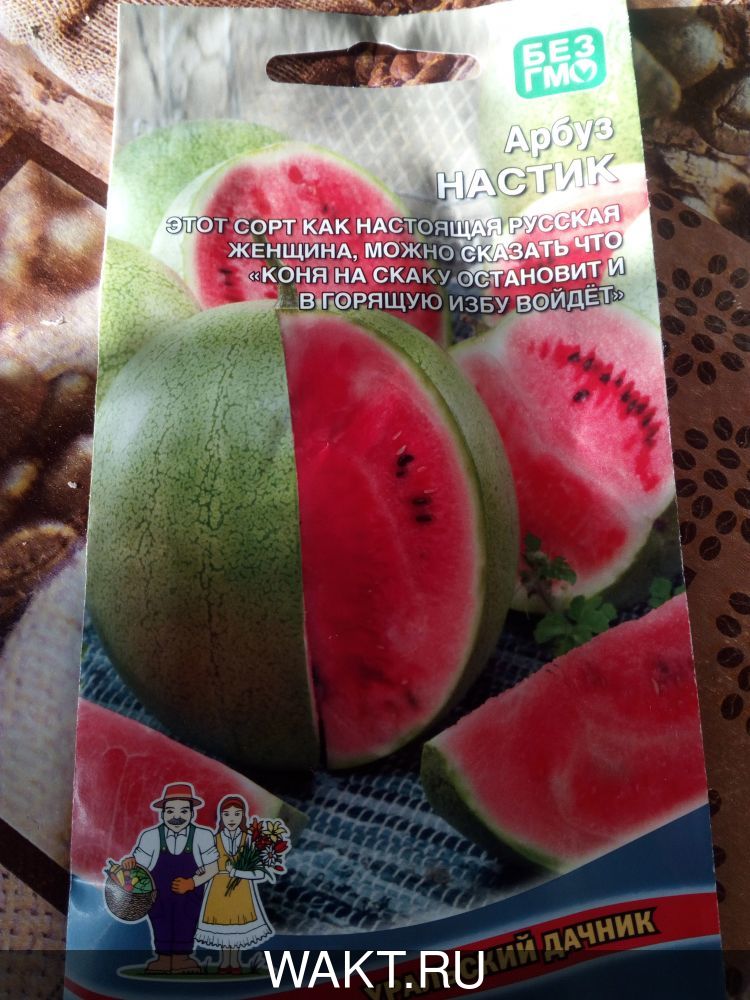 БЕЗ
ГМО
Арбуз
НАСТИК
ЭТОТ СОРТ КАК НАСТОЯЩАЯ РУССКАЯ
ЖЕНЩИНА, МОЖНО СКАЗАТЬ ЧТО
«КОНЯ НА СКАКУ ОСТАНОВИТ И
В ГОРЯЩУЮ ИЗБУ ВОЙДЁТ»
УРАЛЬСКИЙ ДАЧНИК
WAKT.RU